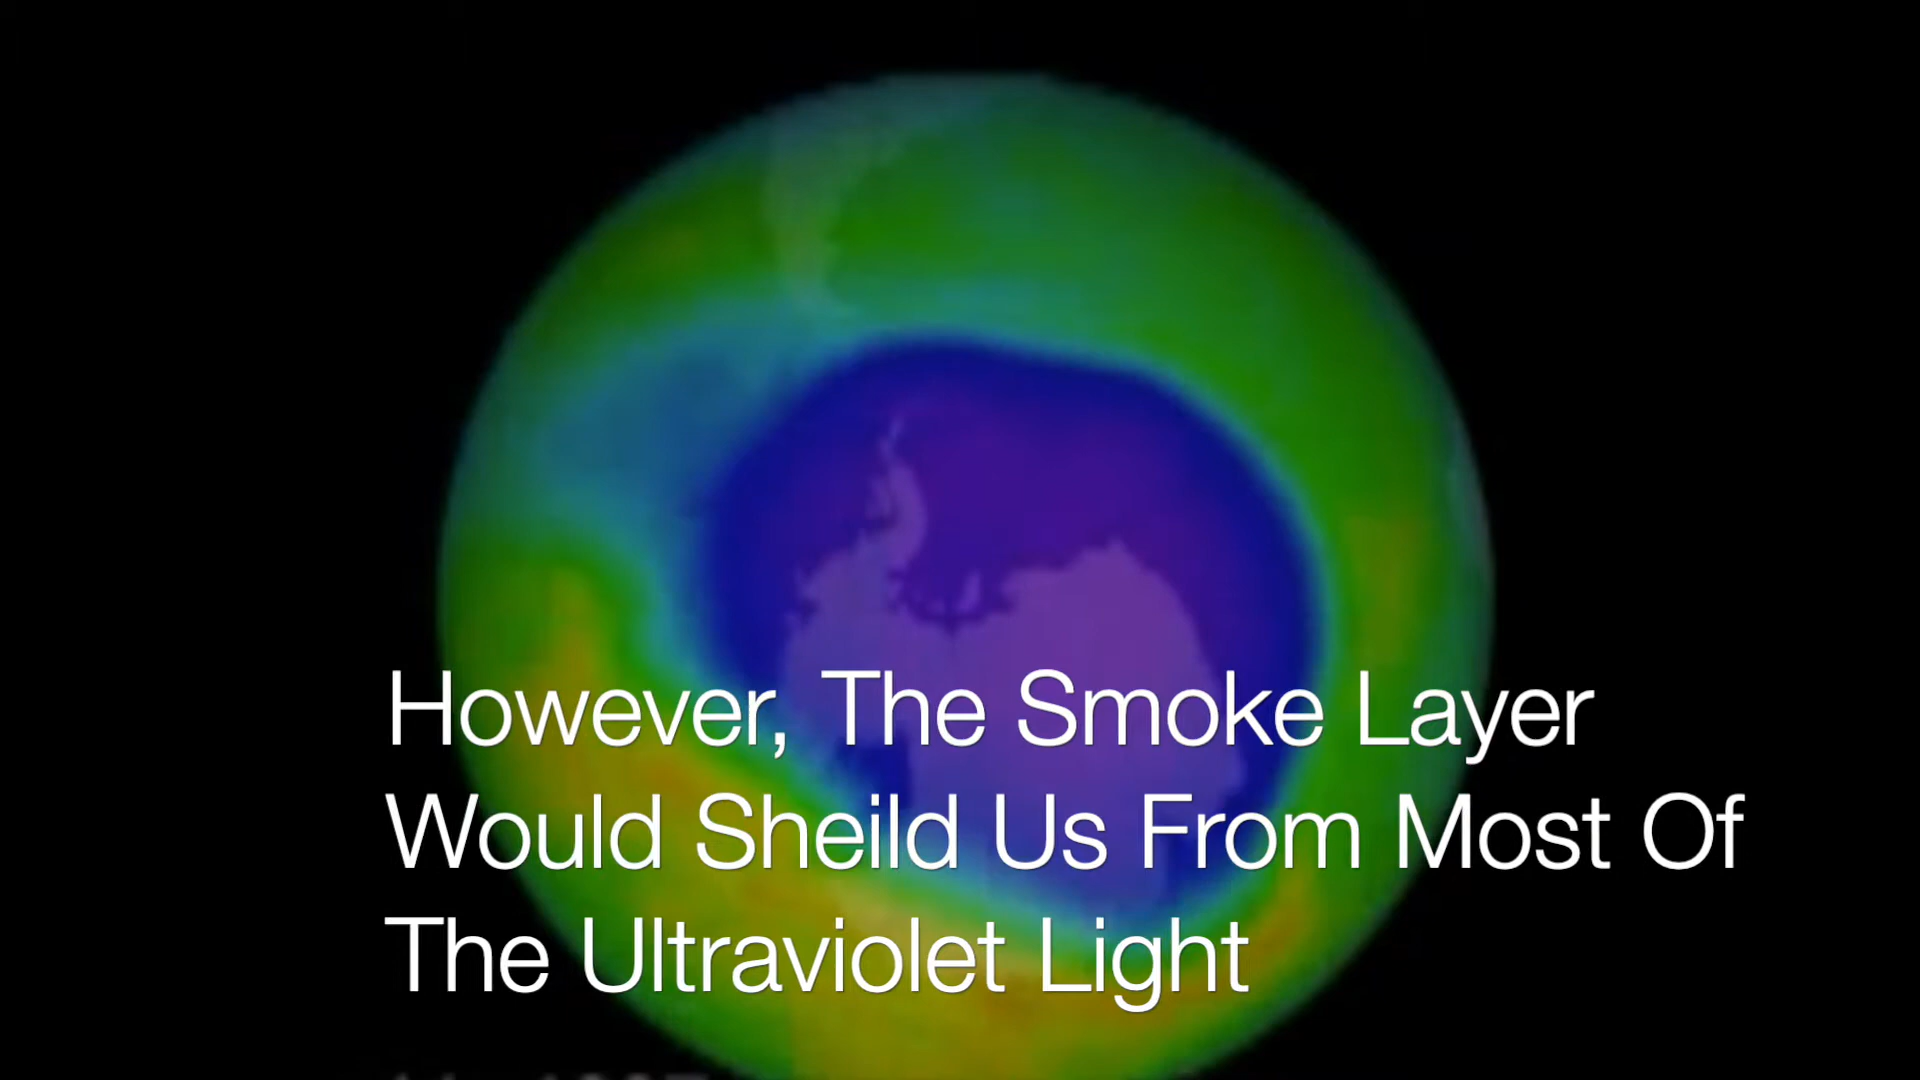 However, The Smoke Layer
Would Sheild Us From Most Of
The Ultraviolet Light